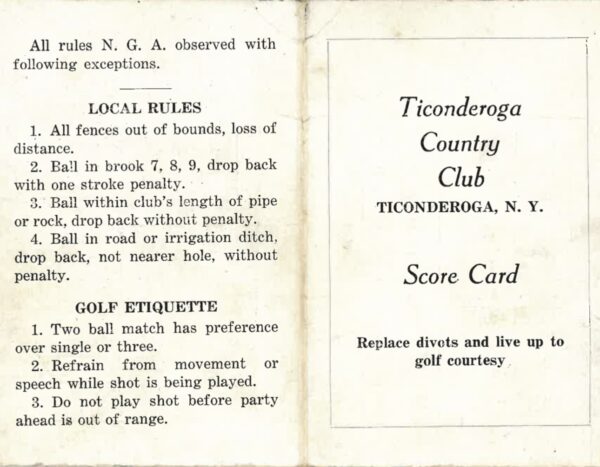 All rules N. G. A. observed with
following exceptions.
LOCAL RULES
1. All fences out of bounds, loss of
distance.
2. Ball in brook 7, 8, 9, drop back
with one stroke penalty.
3. Ball within club's length of pipe
or rock, drop back without penalty.
4. Ball in road or irrigation ditch,
drop back, not nearer hole, without
penalty.
GOLF ETIQUETTE
1. Two ball match has preference
over single or three.
2. Refrain from movement or
speech while shot is being played.
3. Do not play shot before party
ahead is out of range.
Ticonderoga
Country
Club
TICONDEROGA, N. Y.
Score Card
Replace divots and live up to
golf courtesy